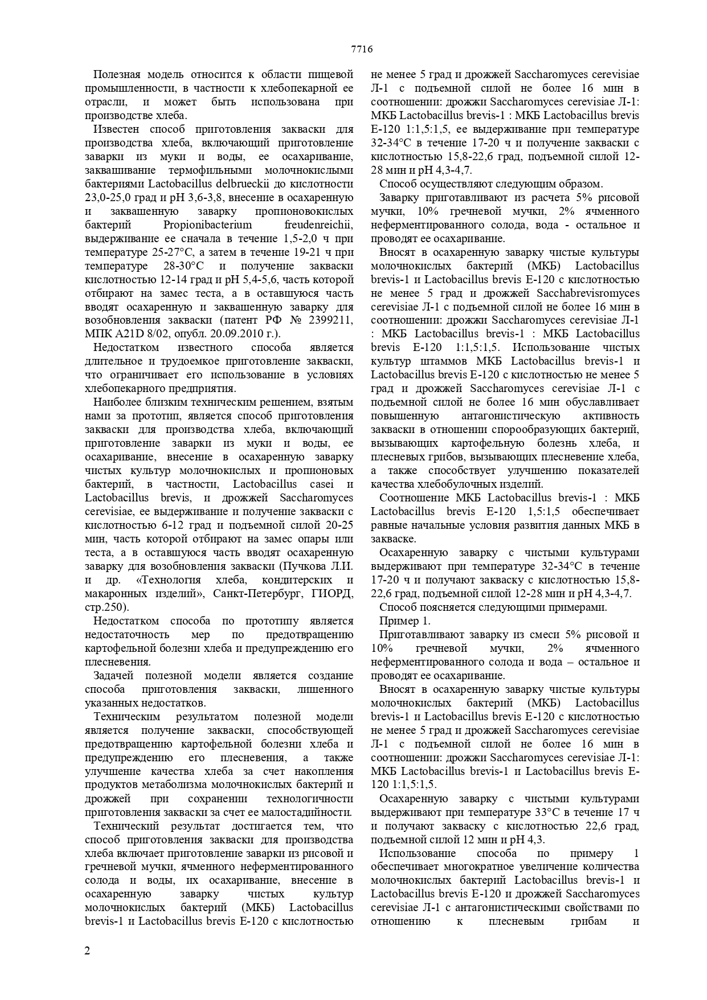 7716
Полезная модель относится к области пищевой
промышленности, в частности к хлебопекарной ее
отрасли, и может быть использована при
производстве хлеба.
Известен способ приготовления закваски для
производства хлеба, включающий приготовление
заварки из муки и воды, ее осахаривание,
заквашивание термофильными молочнокислыми
бактериями Lactobacillus delbrueckii до кислотности
23,0-25,0 град и рН 3,6-3,8, внесение в осахаренную
и заквашенную заварку пропионовокислых
бактерий Propionibacterium freudenreichii,
выдерживание ее сначала в течение 1,5-2,0 ч при
температуре 25-27°С, а затем в течение 19-21 ч при
температуре 28-30°С и получение закваски
кислотностью 12-14 град и рН 5,4-5,6, часть которой
отбирают на замес теста, а в оставшуюся часть
вводят осахаренную и заквашенную заварку для
возобновления закваски (патент РФ № 2399211,
МПК A21D 8/02, опубл. 20.09.2010 г.).
Недостатком известного способа является
длительное и трудоемкое приготовление закваски,
что ограничивает его использование в условиях
хлебопекарного предприятия.
Наиболее близким техническим решением, взятым
нами за прототип, является способ приготовления
закваски для производства хлеба, включающий
приготовление заварки из муки и воды, ее
осахаривание, внесение в осахаренную заварку
чистых культур молочнокислых и пропионовых
бактерий, в частности, Lactobacillus casei и
Lactobacillus brevis, и дрожжей Saccharomyces
cerevisiae, ее выдерживание и получение закваски с
кислотностью 6-12 град и подъемной силой 20-25
мин, часть которой отбирают на замес опары или
теста, а в оставшуюся часть вводят осахаренную
заварку для возобновления закваски (Пучкова Л.И.
и др. «Технология хлеба, кондитерских и
макаронных изделий», Санкт-Петербург, ГИОРД,
стр.250).
Недостатком способа по прототипу является
недостаточность мер по предотвращению
картофельной болезни хлеба и предупреждению его
плесневения.
Задачей полезной модели является создание
способа приготовления закваски, лишенного
указанных недостатков.
Техническим результатом полезной модели
является получение закваски, способствующей
предотвращению картофельной болезни хлеба и
предупреждению его плесневения, а также
улучшение качества хлеба за счет накопления
продуктов метаболизма молочнокислых бактерий и
дрожжей при сохранении технологичности
приготовления закваски за счет ее малостадийности.
Технический результат достигается тем, что
способ приготовления закваски для производства
хлеба включает приготовление заварки из рисовой и
гречневой мучки, ячменного неферментированного
солода и воды, их осахаривание, внесение в
осахаренную заварку чистых культур
молочнокислых бактерий (МКБ) Lactobacillus
brevis-1 и Lactobacillus brevis E-120 с кислотностью
не менее 5 град и дрожжей Saccharomyces cerevisiae
Л-1 с подъемной силой не более 16 мин в
соотношении: дрожжи Saccharomyces cerevisiae Л-1:
МКБ Lactobacillus brevis-1 : МКБ Lactobacillus brevis
Е-120 1:1,5:1,5, ее выдерживание при температуре
32-34°С в течение 17-20 ч и получение закваски с
кислотностью 15,8-22,6 град, подъемной силой 12-
28 мин и рН 4,3-4,7.
Способ осуществляют следующим образом.
Заварку приготавливают из расчета 5% рисовой
мучки, 10% гречневой мучки, 2% ячменного
неферментированного солода, вода - остальное и
проводят ее осахаривание.
Вносят в осахаренную заварку чистые культуры
молочнокислых бактерий (МКБ) Lactobacillus
brevis-1 и Lactobacillus brevis E-120 с кислотностью
не менее 5 град и дрожжей Sacchabrevisromyces
cerevisiae Л-1 с подъемной силой не более 16 мин в
соотношении: дрожжи Saccharomyces cerevisiae Л-1
: МКБ Lactobacillus brevis-1 : МКБ Lactobacillus
brevis E-120 1:1,5:1,5. Использование чистых
культур штаммов МКБ Lactobacillus brevis-1 и
Lactobacillus brevis E-120 с кислотностью не менее 5
град и дрожжей Saccharomyces cerevisiae Л-1 с
подъемной силой не более 16 мин обуславливает
повышенную антагонистическую активность
закваски в отношении спорообразующих бактерий,
вызывающих картофельную болезнь хлеба, и
плесневых грибов, вызывающих плесневение хлеба,
а также способствует улучшению показателей
качества хлебобулочных изделий.
Соотношение МКБ Lactobacillus brevis-1 : МКБ
Lactobacillus brevis E-120 1,5:1,5 обеспечивает
равные начальные условия развития данных МКБ в
закваске.
Осахаренную заварку с чистыми культурами
выдерживают при температуре 32-34°С в течение
17-20 ч и получают закваску с кислотностью 15,8-
22,6 град, подъемной силой 12-28 мин и рН 4,3-4,7.
Способ поясняется следующими примерами.
Пример 1.
Приготавливают заварку из смеси 5% рисовой и
10% гречневой мучки, 2% ячменного
неферментированного солода и вода – остальное и
проводят ее осахаривание.
Вносят в осахаренную заварку чистые культуры
молочнокислых бактерий (МКБ) Lactobacillus
brevis-1 и Lactobacillus brevis E-120 с кислотностью
не менее 5 град и дрожжей Saccharomyces cerevisiae
Л-1 с подъемной силой не более 16 мин в
соотношении: дрожжи Saccharomyces cerevisiae Л-1:
МКБ Lactobacillus brevis-1 и Lactobacillus brevis E-
120 1:1,5:1,5.
Осахаренную заварку с чистыми культурами
выдерживают при температуре 33°С в течение 17 ч
и получают закваску с кислотностью 22,6 град,
подъемной силой 12 мин и рН 4,3.
Использование способа по примеру 1
обеспечивает многократное увеличение количества
молочнокислых бактерий Lactobacillus brevis-1 и
Lactobacillus brevis E-120 и дрожжей Saccharomyces
cerevisiae Л-1 с антагонистическими свойствами по
отношению к плесневым грибам и
2